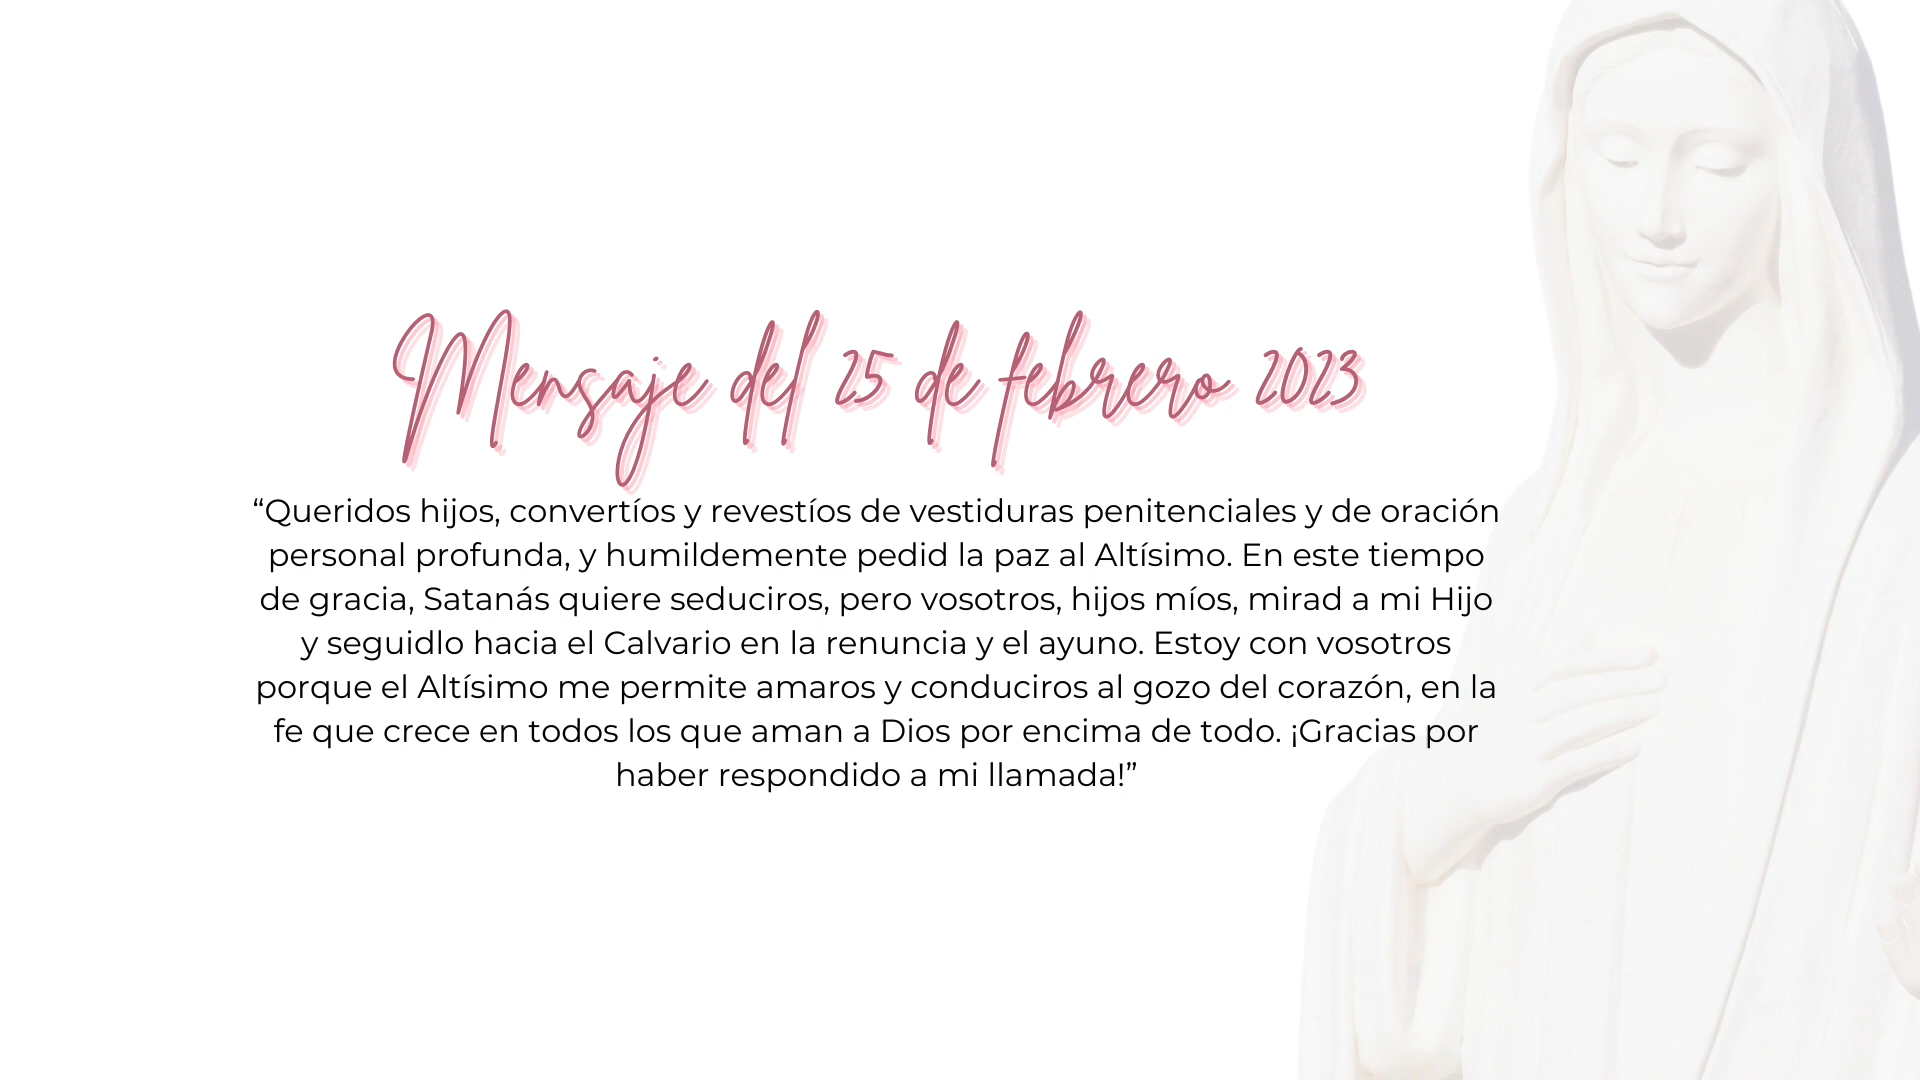 Mensaje del 25 de febrero 2023
“Queridos hijos, convertíos y revestíos de vestiduras penitenciales y de oración
personal profunda, y humildemente pedid la paz al Altísimo. En este tiempo
de gracia, Satanás quiere seduciros, pero vosotros, hijos míos, mirad a mi Hijo
y seguidlo hacia el Calvario en la renuncia y el ayuno. Estoy con vosotros
porque el Altísimo me permite amaros y conduciros al gozo del corazón, en la
fe que crece en todos los que aman a Dios por encima de todo. ¡Gracias por
haber respondido a mi llamada!”